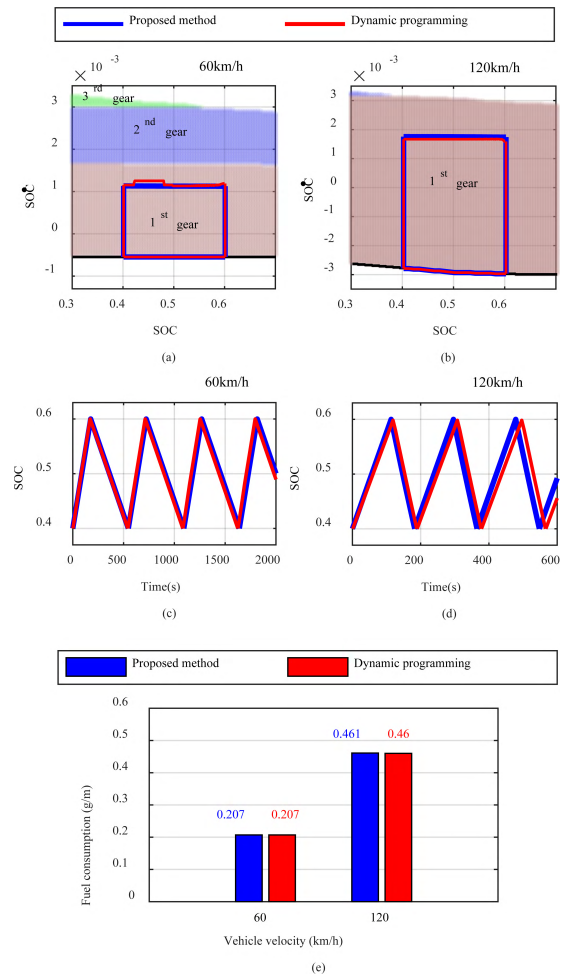 Proposed method Dynamic programming
× 10 -3 60km/h
3 rd gear
2 nd gear
1 st gear
3
2
1
0
-1
SOC
0.3 0.4 0.5 0.6
SOC
(a)
× 10 -3 120km/h
1 st gear
3
2
1
0
-1
-2
-3
SOC
0.3 0.4 0.5 0.6
SOC
(b)
60km/h
0.6
0.5
0.4
SOC
0 500 1000 1500 2000
Time(s)
(c)
120km/h
0.6
0.5
0.4
SOC
0 200 400 600
Time(s)
(d)
Proposed method Dynamic programming
0.6
0.5
0.4
0.3
0.2
0.1
0
Fuel consumption (g/m)
0.207 0.207
0.461 0.46
60 120
Vehicle velocity (km/h)
(e)